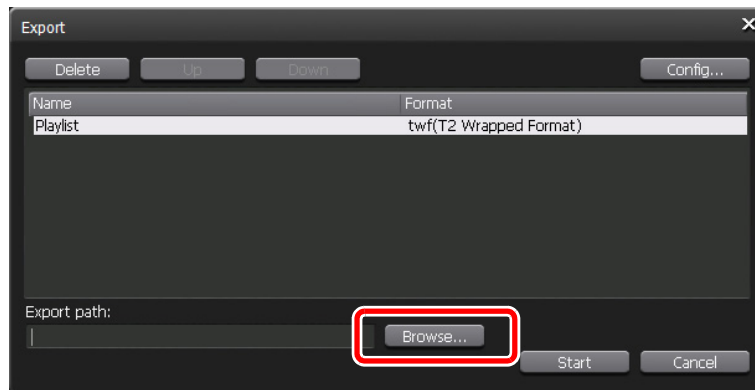 Export
Delete Up Down Config...
Name Format
Playlist twf(T2 Wrapped Format)
Export path:
Browse...
Start Cancel